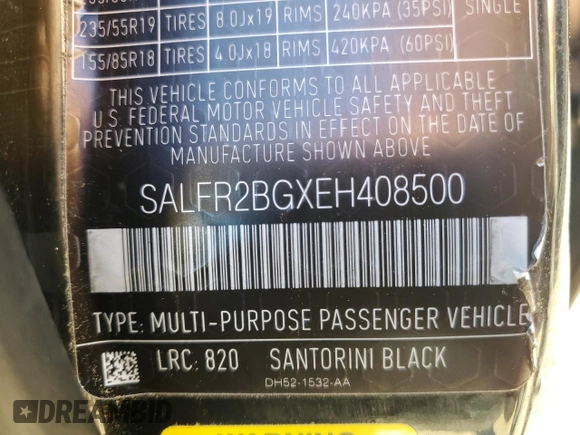 235/55R19 TIRES 8.0Jx19 RIMS 240KPA (35PSI) SINGLE
155/85R18 TIRES 4.0Jx18 RIMS 420KPA (60PSI)
THIS VEHICLE CONFORMS TO ALL APPLICABLE
U.S. FEDERAL MOTOR VEHICLE SAFETY AND THEFT
PREVENTION STANDARDS IN EFFECT ON THE DATE OF
MANUFACTURE SHOWN ABOVE
SALFR2BGXEH408500
TYPE: MULTI-PURPOSE PASSENGER VEHICLE
LRC: 820 SANTORINI BLACK
DH52-1532-AA
DREAMBID
WARNING